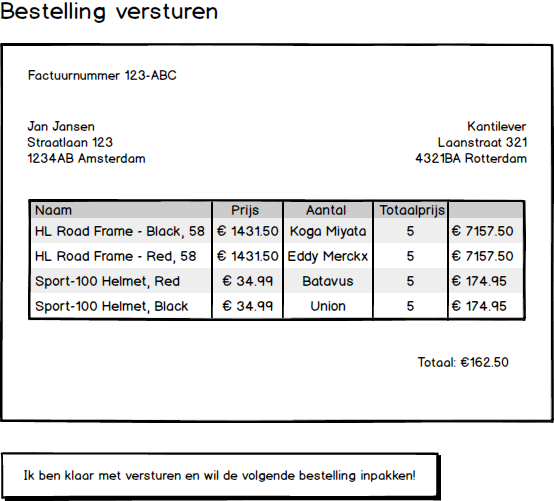 Bestelling versturen
Factuurnummer 123-ABC
Jan Jansen Kantilever
Straatlaan 123 Laanstraat 321
1234AB Amsterdam 4321BA Rotterdam
Naam Prijs Aantal Totaalprijs
HL Road Frame - Black, 58 € 1431.50 Koga Miyata 5 € 7157.50
HL Road Frame - Red, 58 € 1431.50 Eddy Merckx 5 € 7157.50
Sport-100 Helmet, Red € 34.99 Batavus 5 € 174.95
Sport-100 Helmet, Black € 34.99 Union 5 € 174.95
Totaal: €162.50
Ik ben klaar met versturen en wil de volgende bestelling inpakken!